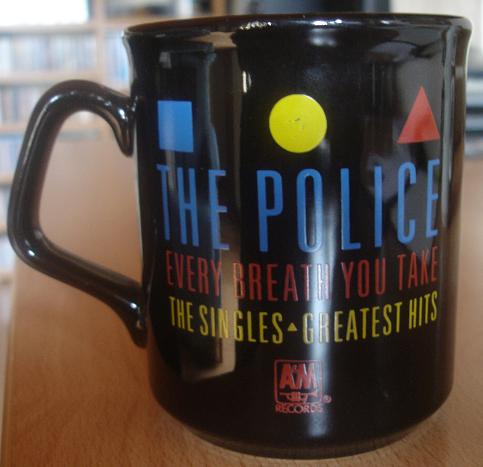 THE POLICE
EVERY BREATH YOU TAKE
THE SINGLES▲GREATEST HITS
A&M
RECORDS®